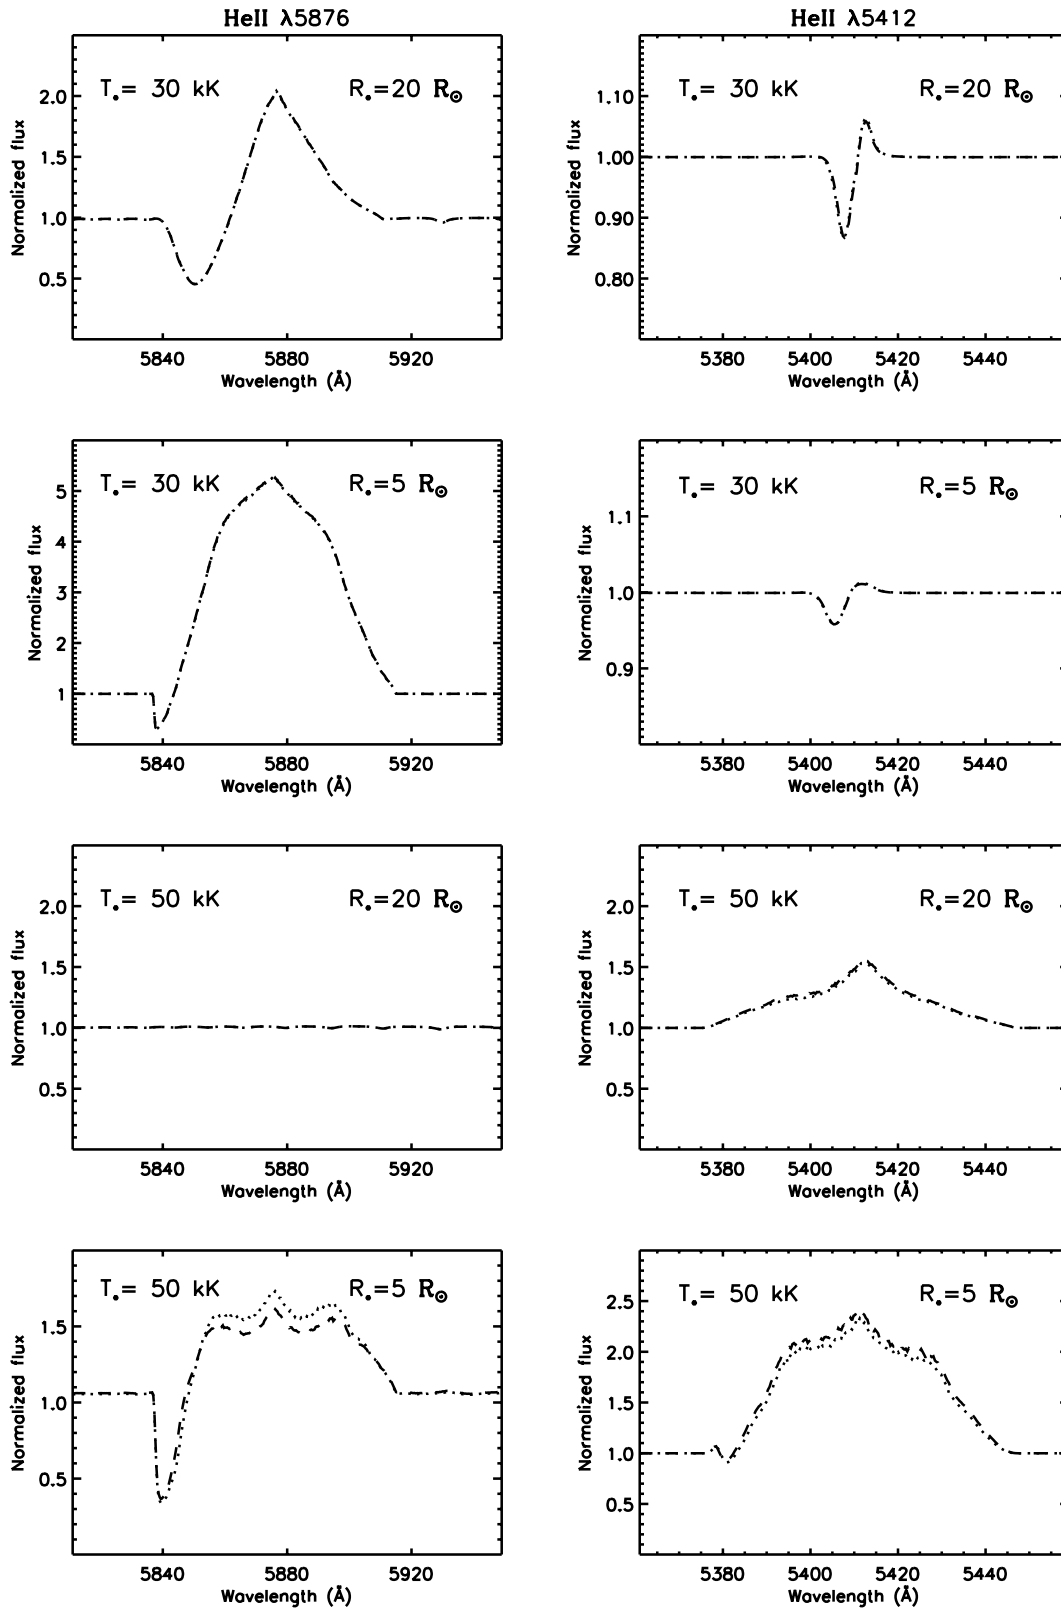 HeII λ5876
HeII λ5412
T•= 30 kK R•=20 R⊙
2.0
1.5
1.0
0.5
Normalized flux
5840 5880 5920
Wavelength (Å)
T•= 30 kK R•=20 R⊙
1.10
1.00
0.90
0.80
Normalized flux
5380 5400 5420 5440
Wavelength (Å)
T•= 30 kK R•=5 R⊙
5
4
3
2
1
Normalized flux
5840 5880 5920
Wavelength (Å)
T•= 30 kK R•=5 R⊙
1.1
1.0
0.9
Normalized flux
5380 5400 5420 5440
Wavelength (Å)
T•= 50 kK R•=20 R⊙
2.0
1.5
1.0
0.5
Normalized flux
5840 5880 5920
Wavelength (Å)
T•= 50 kK R•=20 R⊙
2.0
1.5
1.0
0.5
Normalized flux
5380 5400 5420 5440
Wavelength (Å)
T•= 50 kK R•=5 R⊙
1.5
1.0
0.5
Normalized flux
5840 5880 5920
Wavelength (Å)
T•= 50 kK R•=5 R⊙
2.5
2.0
1.5
1.0
0.5
Normalized flux
5380 5400 5420 5440
Wavelength (Å)